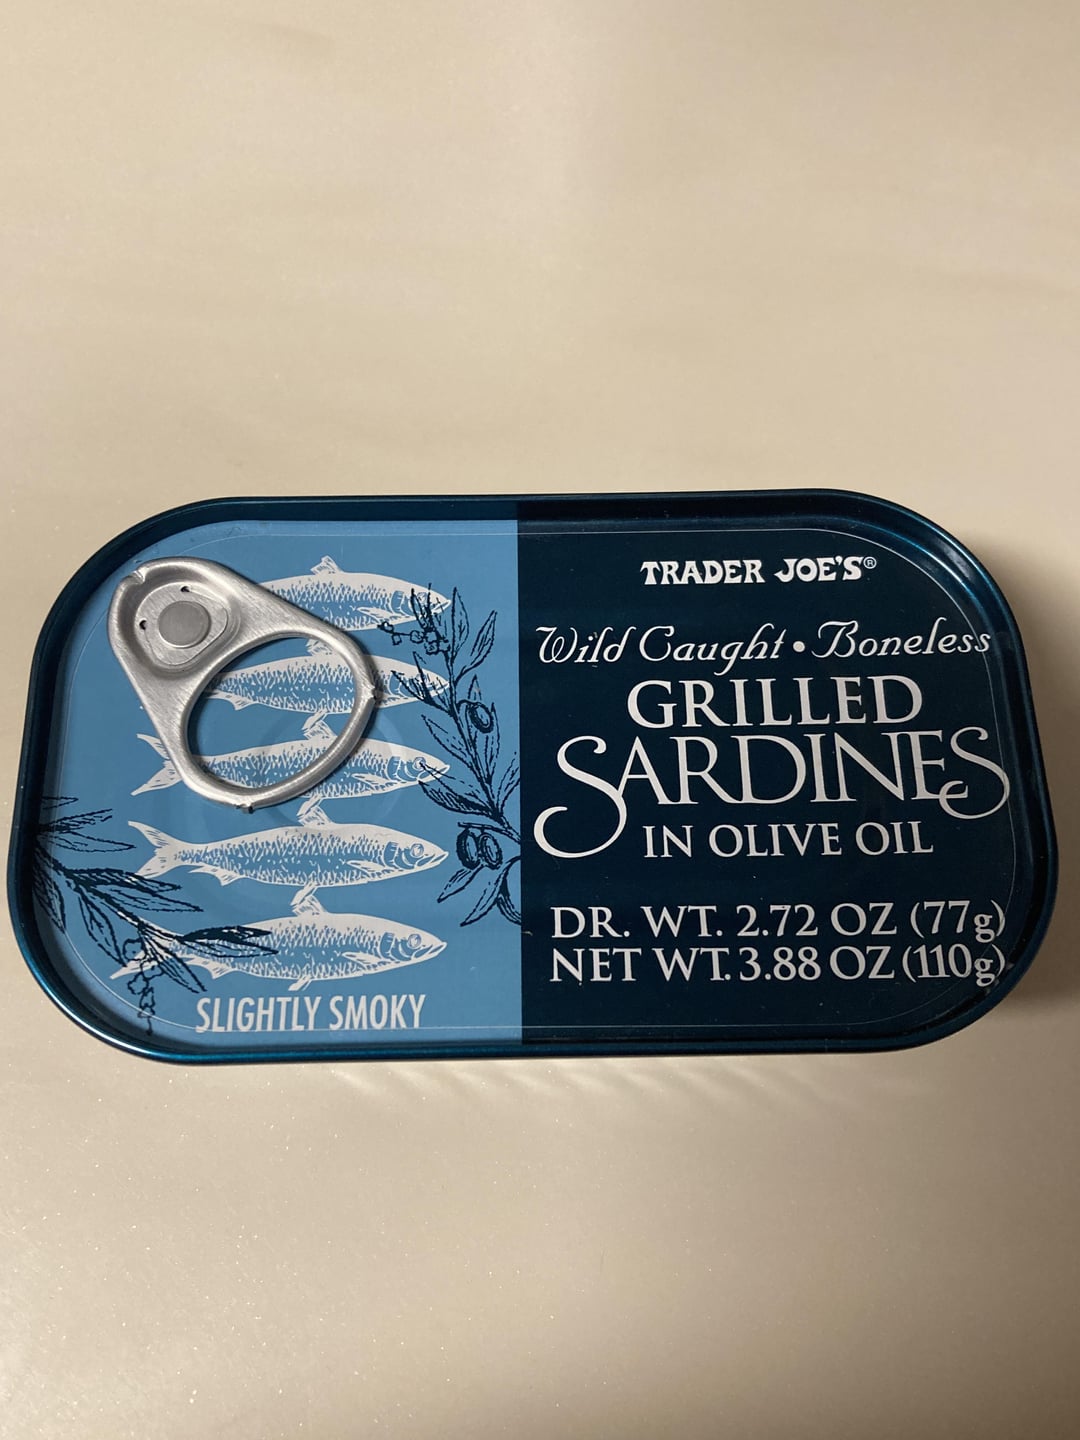 TRADER JOE'S®
Wild Caught • Boneless
GRILLED
SARDINES
IN OLIVE OIL
DR. WT. 2.72 OZ (77g)
NET WT. 3.88 OZ (110g)
SLIGHTLY SMOKY